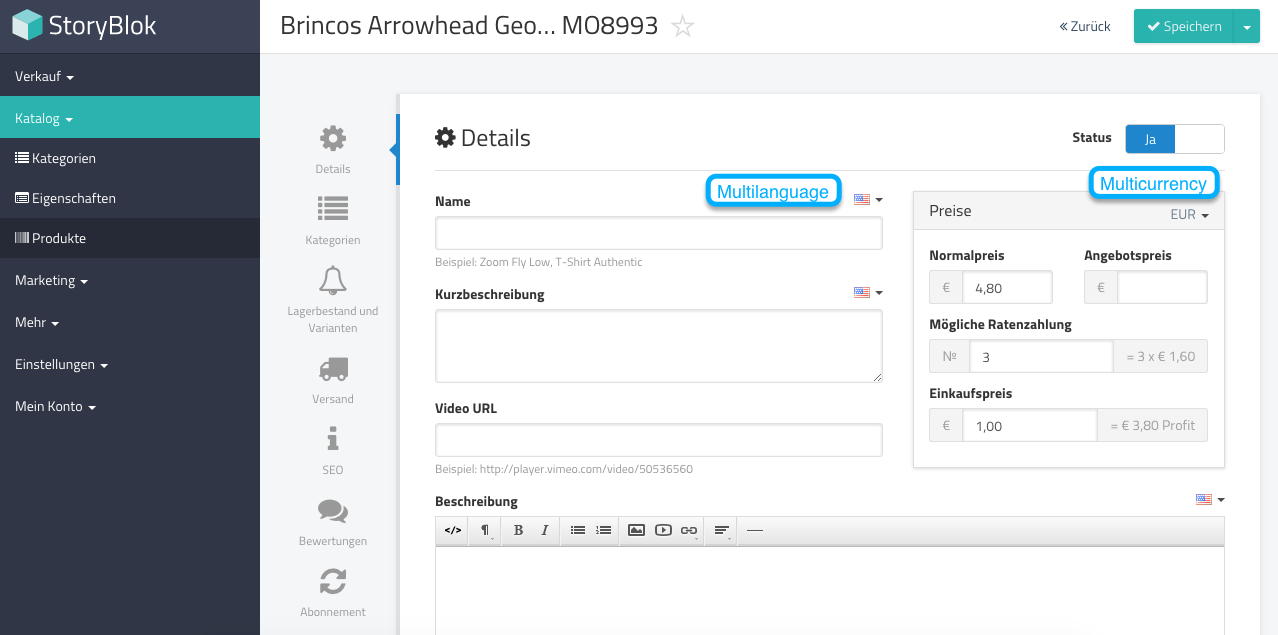 StoryBlok
Brincos Arrowhead Geo... MO8993
« Zurück
Speichern
Verkauf
Katalog
Kategorien
Eigenschaften
Produkte
Marketing
Mehr
Einstellungen
Mein Konto
Details
Kategorien
Lagerbestand und
Varianten
Versand
SEO
Bewertungen
Abonnement
Details
Status
Ja
Multilanguage
Multicurrency
Name
Beispiel: Zoom Fly Low, T-Shirt Authentic
Kurzbeschreibung
Video URL
Beispiel: http://player.vimeo.com/video/50536560
Beschreibung
</> ¶ B I
Preise
EUR
Normalpreis Angebotspreis
€ 4,80 €
Mögliche Ratenzahlung
№ 3 = 3 x € 1,60
Einkaufspreis
€ 1,00 = € 3,80 Profit